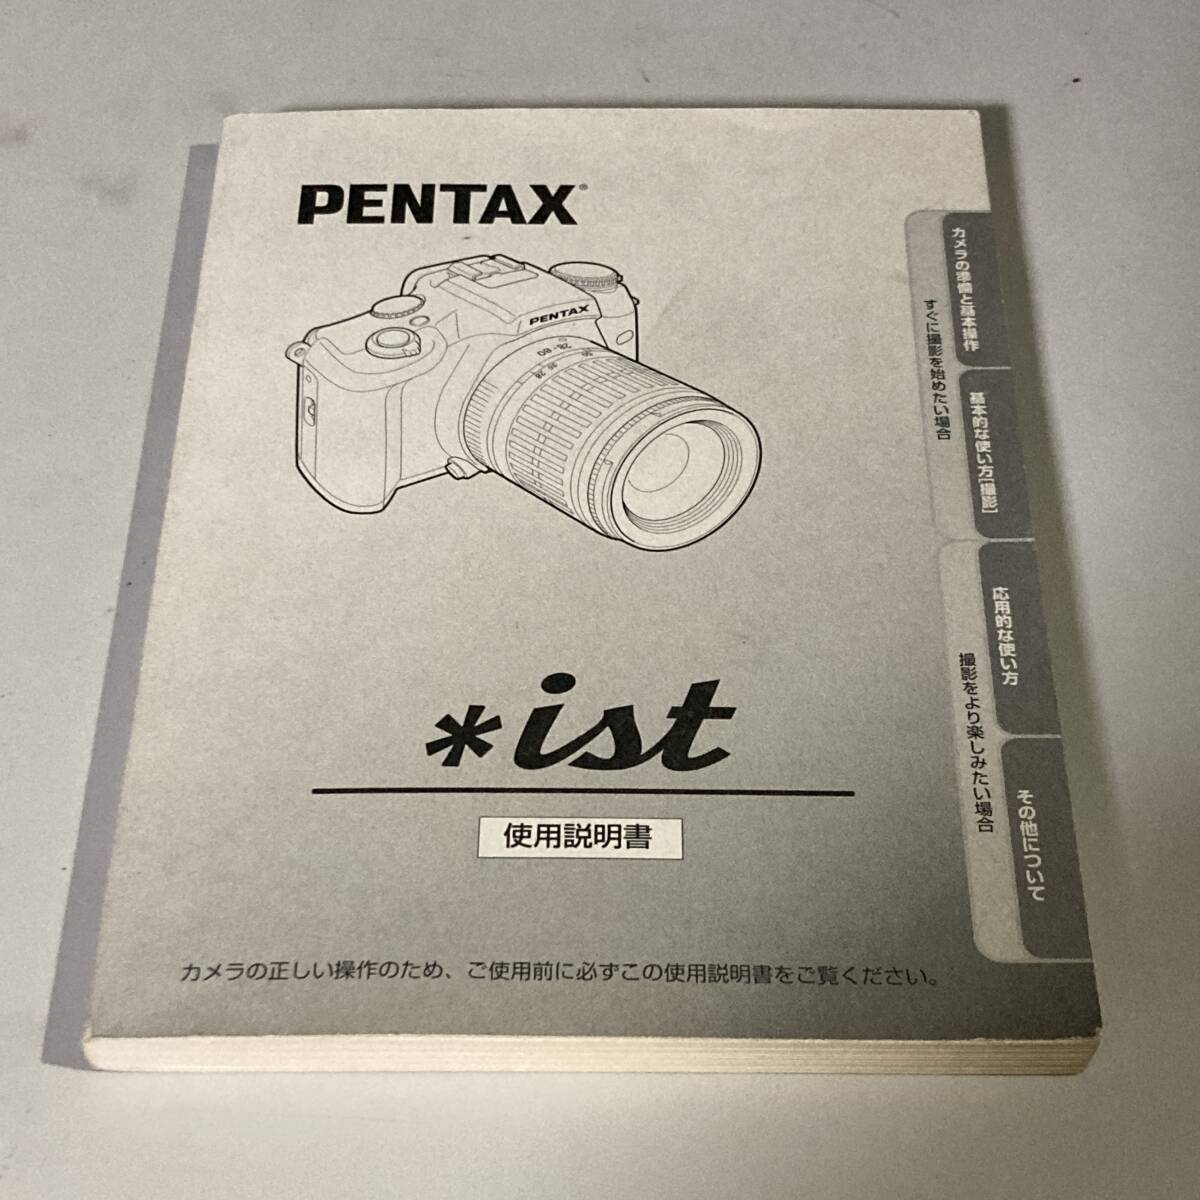 PENTAX®
PENTAX
28-80
50
35
28
*ist
使用説明書
カメラの正しい操作のため、ご使用前に必ずこの使用説明書をご覧ください。
カメラの準備と基本操作
すぐに撮影を始めたい場合
基本的な使い方[撮影]
応用的な使い方
撮影をより楽しみたい場合
その他について